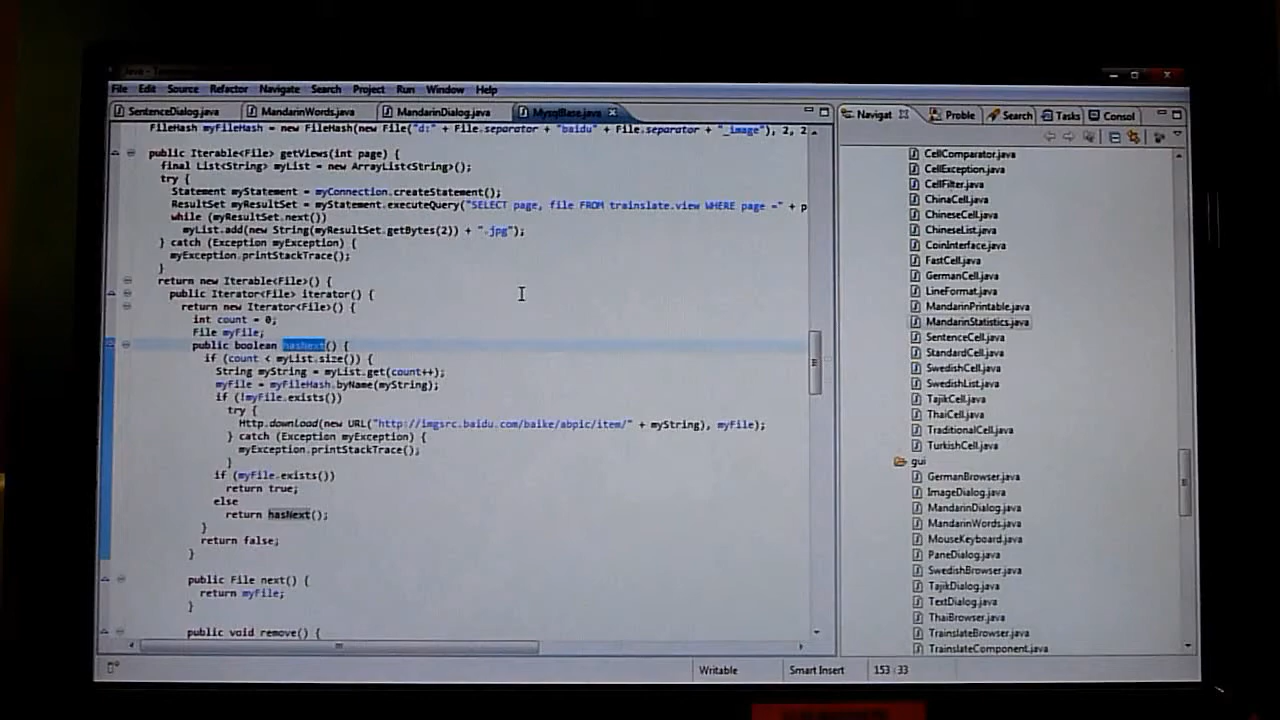 Java -
File Edit Source Refactor Navigate Search Project Run Window Help
SentenceDialog.java MandarinWords.java MandarinDialog.java MysqlBase.java
FileHash myFileHash = new FileHash(new File("d:" + File.separator + "baidu" + File.separator + "_image"), 2, 2
public Iterable<File> getViews(int page) {
final List<String> myList = new ArrayList<String>();
try {
Statement myStatement = myConnection.createStatement();
ResultSet myResultSet = myStatement.executeQuery("SELECT page, file FROM trainslate.view WHERE page =" + p
while (myResultSet.next())
myList.add(new String(myResultSet.getBytes(2)) + ".jpg");
} catch (Exception myException) {
myException.printStackTrace();
}
return new Iterable<File>() {
public Iterator<File> iterator() {
return new Iterator<File>() {
int count = 0;
File myFile;
public boolean hasNext() {
if (count < myList.size()) {
String myString = myList.get(count++);
myFile = myFileHash.byName(myString);
if (!myFile.exists())
try {
Http.download(new URL("http://imgsrc.baidu.com/baike/abpic/item/" + myString), myFile);
} catch (Exception myException) {
myException.printStackTrace();
}
if (myFile.exists())
return true;
else
return hasNext();
}
return false;
}
public File next() {
return myFile;
}
public void remove() {
Writable Smart Insert 153 : 33
Navigat Proble Search Tasks Consol
CellComparator.java
CellException.java
CellFilter.java
ChinaCell.java
ChineseCell.java
ChineseList.java
CoinInterface.java
FastCell.java
GermanCell.java
LineFormat.java
MandarinPrintable.java
MandarinStatistics.java
SentenceCell.java
StandardCell.java
SwedishCell.java
SwedishList.java
TajikCell.java
ThaiCell.java
TraditionalCell.java
TurkishCell.java
gui
GermanBrowser.java
ImageDialog.java
MandarinDialog.java
MandarinWords.java
MouseKeyboard.java
PaneDialog.java
SwedishBrowser.java
TajikDialog.java
TextDialog.java
ThaiBrowser.java
TrainslateBrowser.java
TrainslateComponent.java